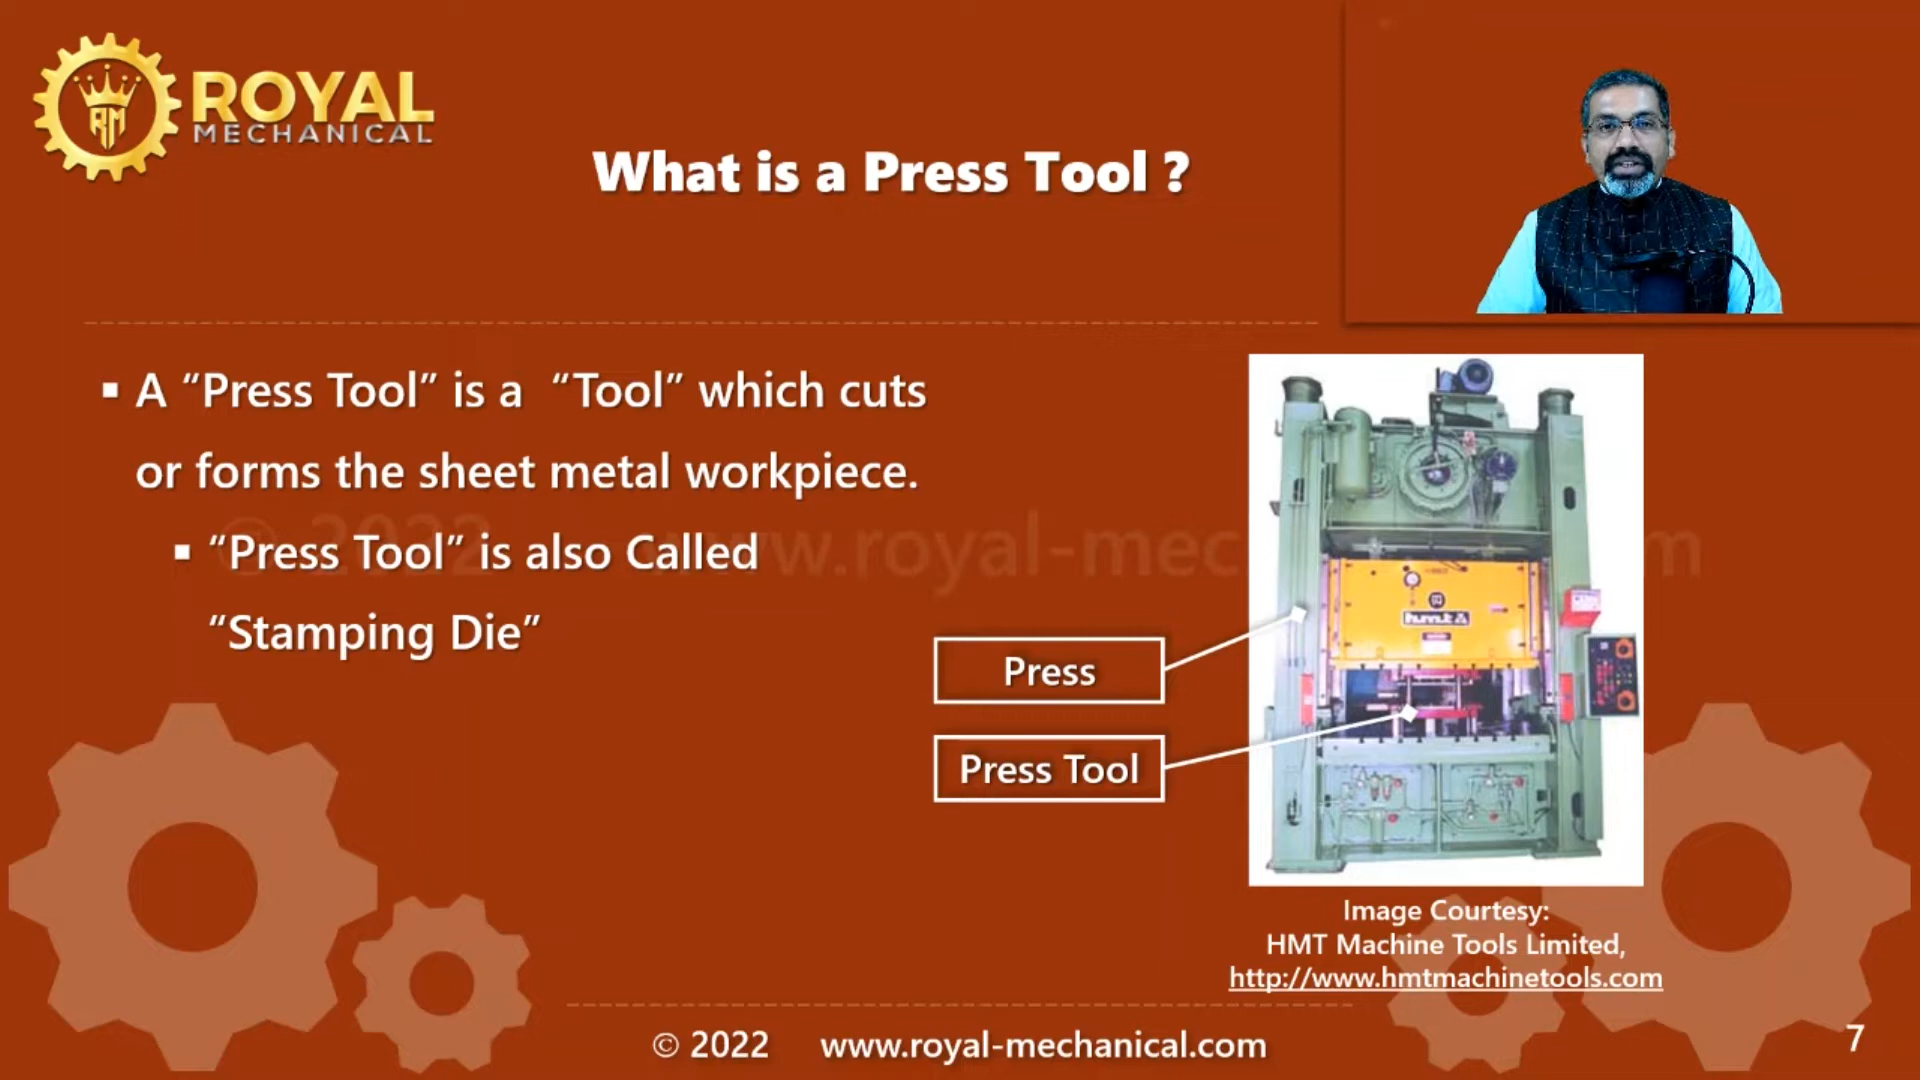 ROYAL
MECHANICAL
What is a Press Tool ?
▪ A “Press Tool” is a “Tool” which cuts
or forms the sheet metal workpiece.
▪ “Press Tool” is also Called
“Stamping Die”
Press
Press Tool
hmt
Image Courtesy:
HMT Machine Tools Limited,
http://www.hmtmachinetools.com
© 2022 www.royal-mechanical.com
7